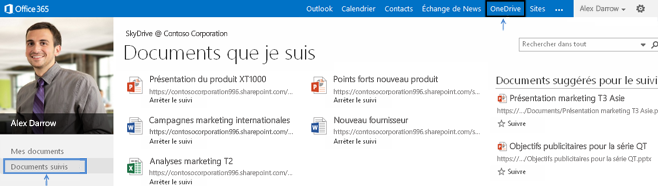 Office 365
Outlook Calendrier Contacts Échange de News OneDrive Sites ••• Alex Darrow
SkyDrive @ Contoso Corporation
Documents que je suis
Rechercher dans tout
Alex Darrow
Mes documents
Documents suivis
Présentation du produit XT1000
https://contosocorporation996.sharepoint.com/...
Arrêter le suivi
Campagnes marketing internationales
https://contosocorporation996.sharepoint.com/...
Arrêter le suivi
Analyses marketing T2
https://contosocorporation996.sharepoint.com/...
Arrêter le suivi
Points forts nouveau produit
https://contosocorporation996.sharepoint.com/s...
Arrêter le suivi
Nouveau fournisseur
https://contosocorporation996.sharepoint.com/s...
Arrêter le suivi
Documents suggérés pour le suivi
Présentation marketing T3 Asie
https://.../Documents/Présentation marketing T3 Asie.p
Suivre
Objectifs publicitaires pour la série QT
https://.../Objectifs publicitaires pour la série QT.pptx
Suivre